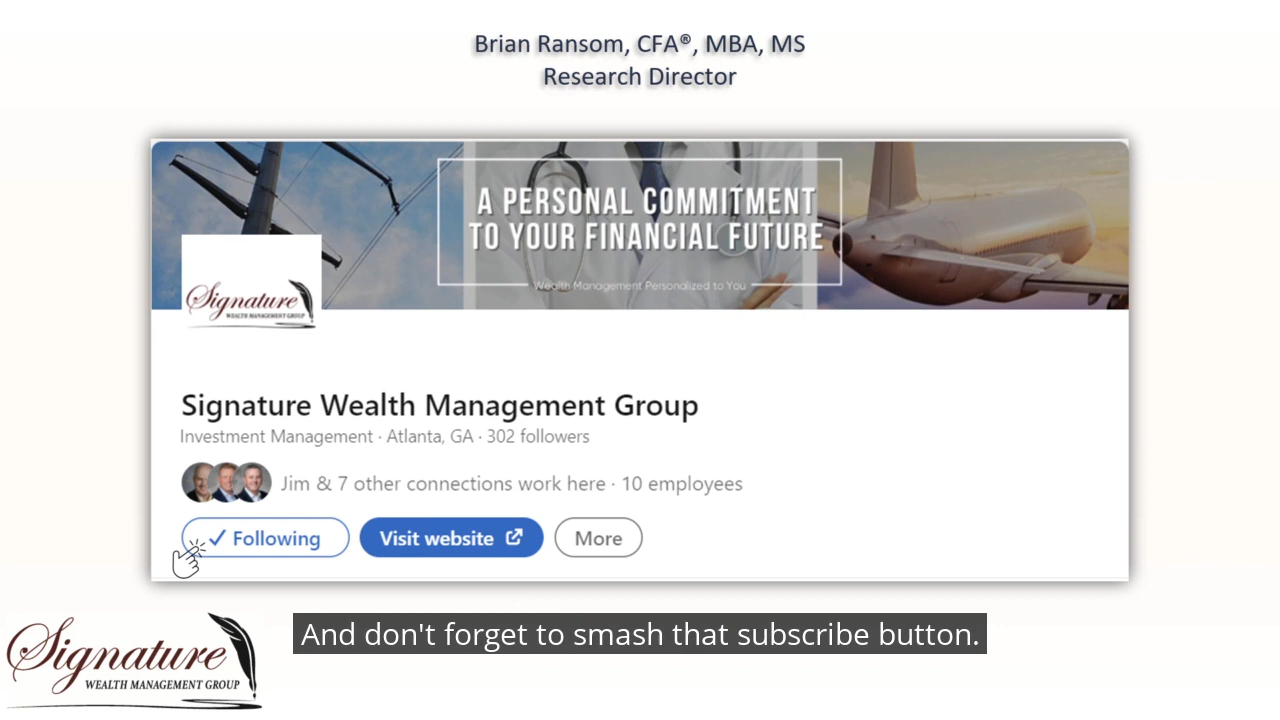 Brian Ransom, CFA®, MBA, MS
Research Director
A PERSONAL COMMITMENT
TO YOUR FINANCIAL FUTURE
Wealth Management Personalized to You
Signature
WEALTH MANAGEMENT GROUP
Signature Wealth Management Group
Investment Management · Atlanta, GA · 302 followers
Jim & 7 other connections work here · 10 employees
Following
Visit website
More
And don't forget to smash that subscribe button.
Signature
WEALTH MANAGEMENT GROUP